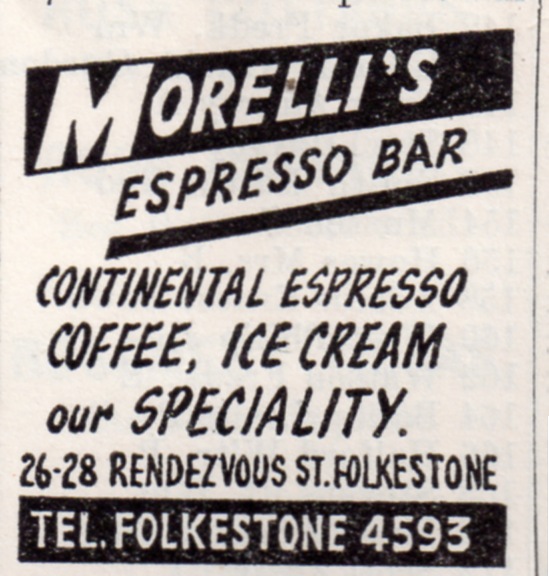 MORELLI'S
ESPRESSO BAR
CONTINENTAL ESPRESSO
COFFEE, ICE CREAM
our SPECIALITY.
26-28 RENDEZVOUS ST. FOLKESTONE
TEL. FOLKESTONE 4593